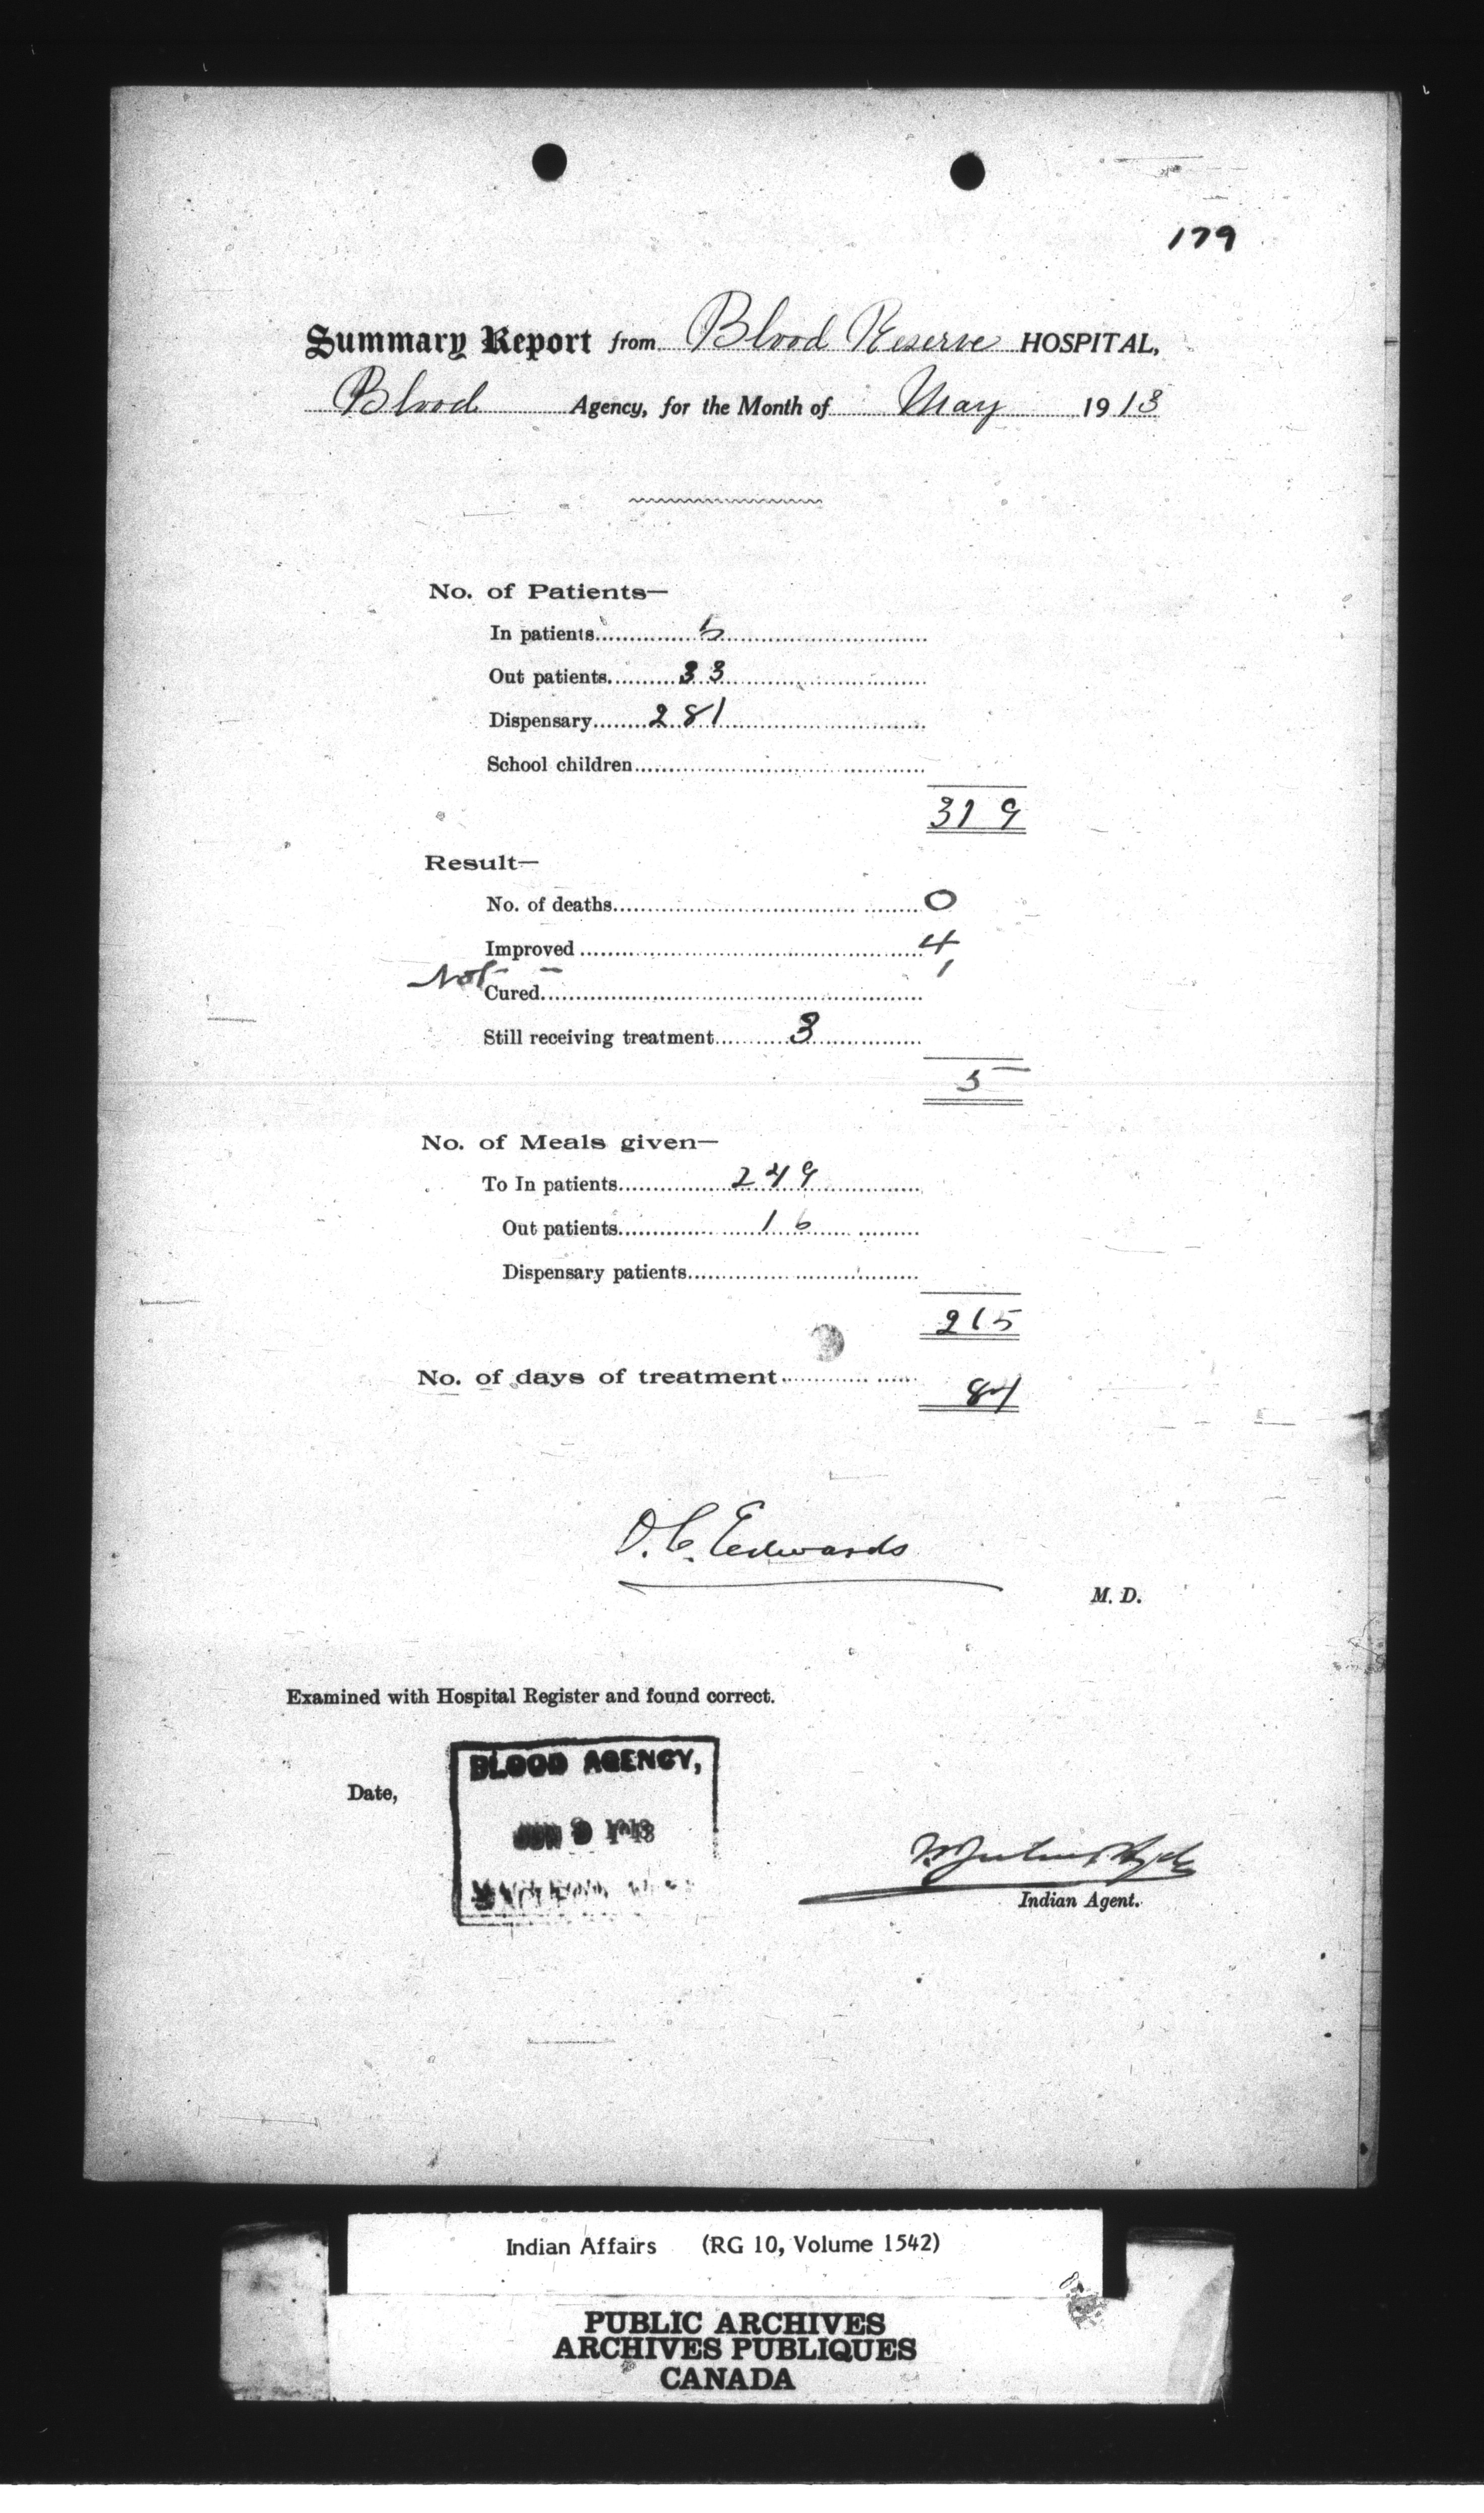 179
Summary Report from Blood Reserve HOSPITAL,
Blood Agency, for the Month of May 1913
No. of Patients—
In patients 5
Out patients 33
Dispensary 281
School children
319
Result—
No. of deaths 0
Improved 4
Not — 1
Cured
Still receiving treatment 3
5
No. of Meals given—
To In patients 249
Out patients 16
Dispensary patients
265
No. of days of treatment 84
O. C. Edwards
M. D.
Examined with Hospital Register and found correct.
BLOOD AGENCY,
Date,
JUN 1913
Indian Agent.
Indian Affairs (RG 10, Volume 1542)
PUBLIC ARCHIVES
ARCHIVES PUBLIQUES
CANADA